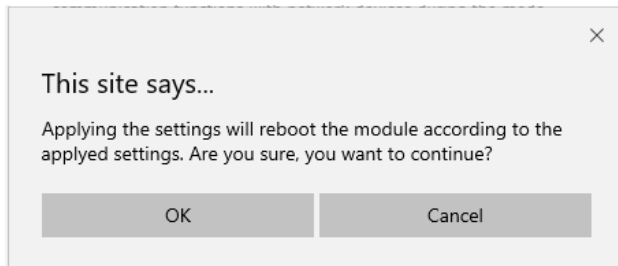 This site says...
Applying the settings will reboot the module according to the
applyed settings. Are you sure, you want to continue?
OK
Cancel